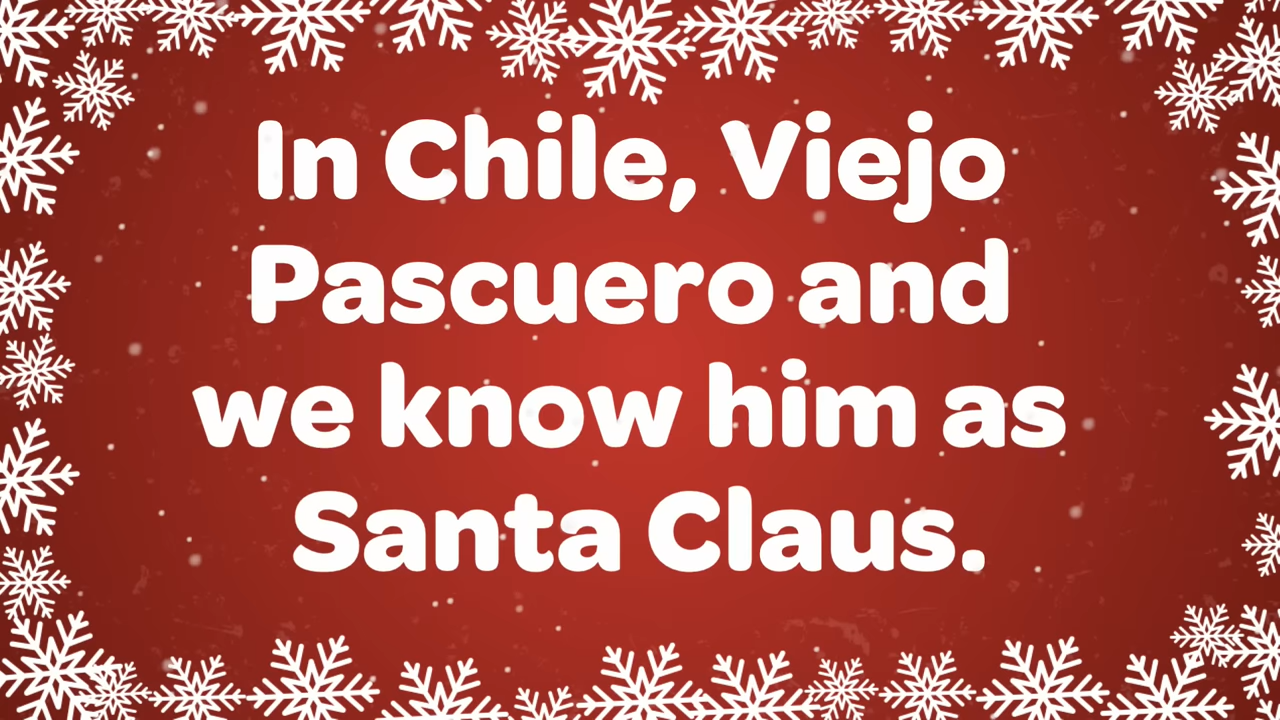 In Chile, Viejo
Pascuero and
we know him as
Santa Claus.